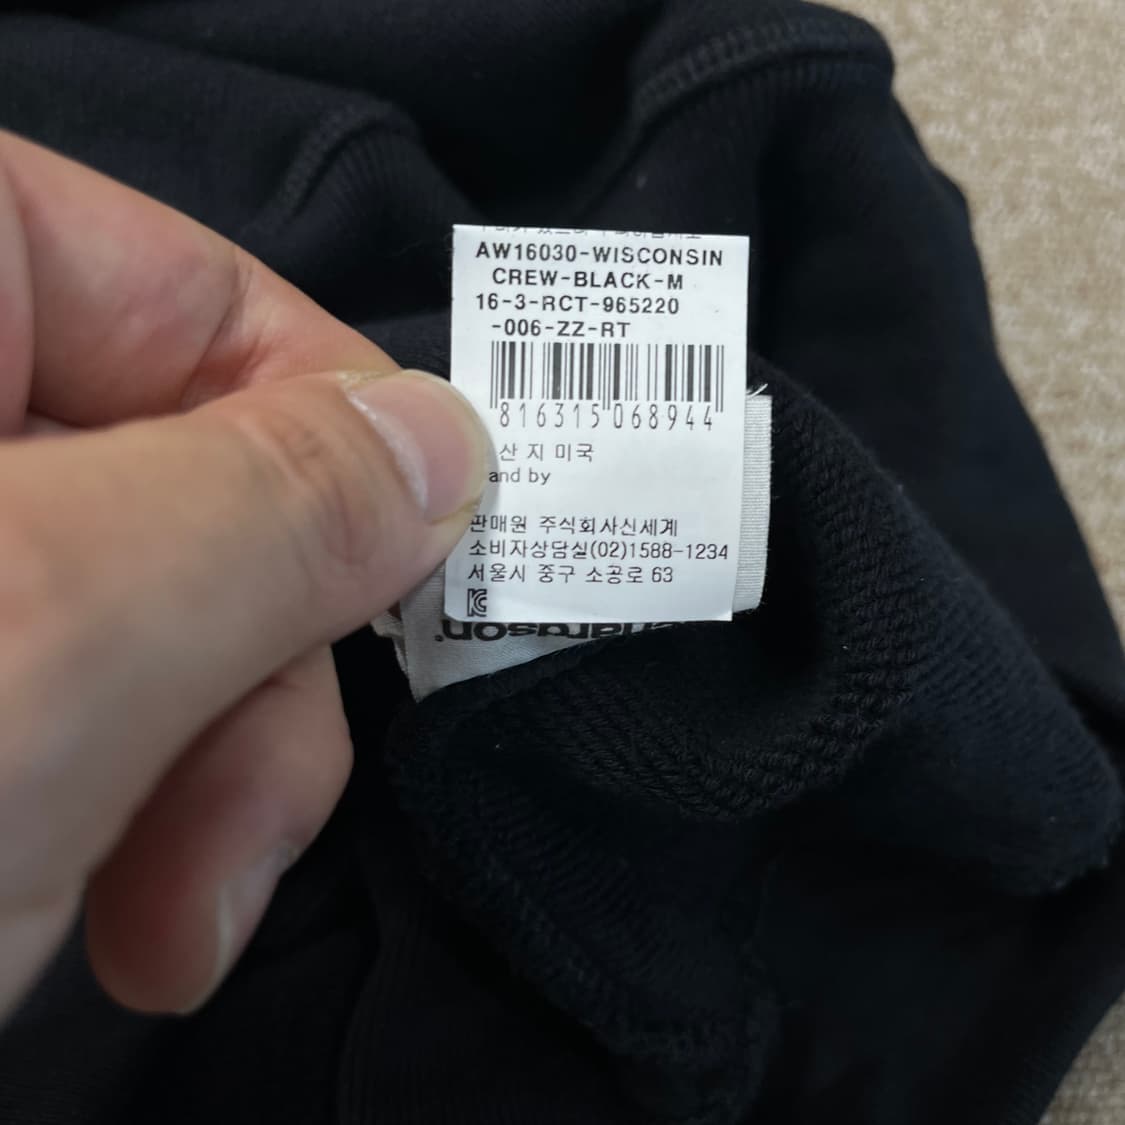 AW16030-WISCONSIN
CREW-BLACK-M
16-3-RCT-965220
-006-ZZ-RT
816315 068944
산 지 미국
and by
판매원 주식회사신세계
소비자상담실(02)1588-1234
서울시 중구 소공로 63